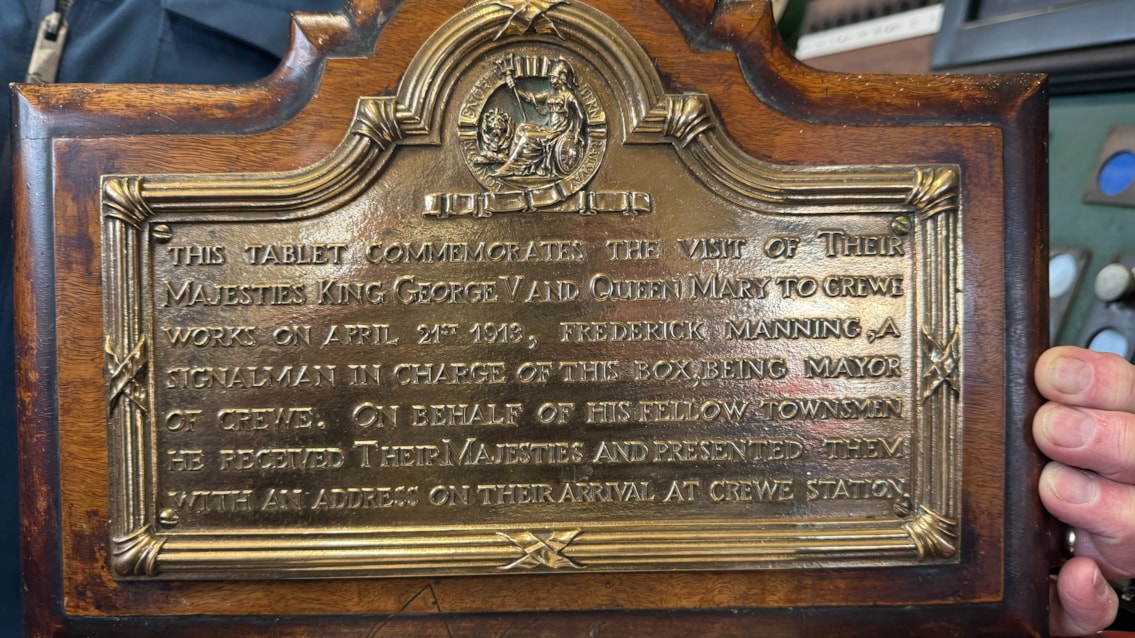 THIS TABLET COMMEMORATES THE VISIT OF THEIR
MAJESTIES KING GEORGE V AND QUEEN MARY TO CREWE
WORKS ON APRIL 21ST 1913, FREDERICK MANNING, A
SIGNALMAN IN CHARGE OF THIS BOX, BEING MAYOR
OF CREWE. ON BEHALF OF HIS FELLOW-TOWNSMEN
HE RECEIVED THEIR MAJESTIES AND PRESENTED THEM
WITH AN ADDRESS ON THEIR ARRIVAL AT CREWE STATION